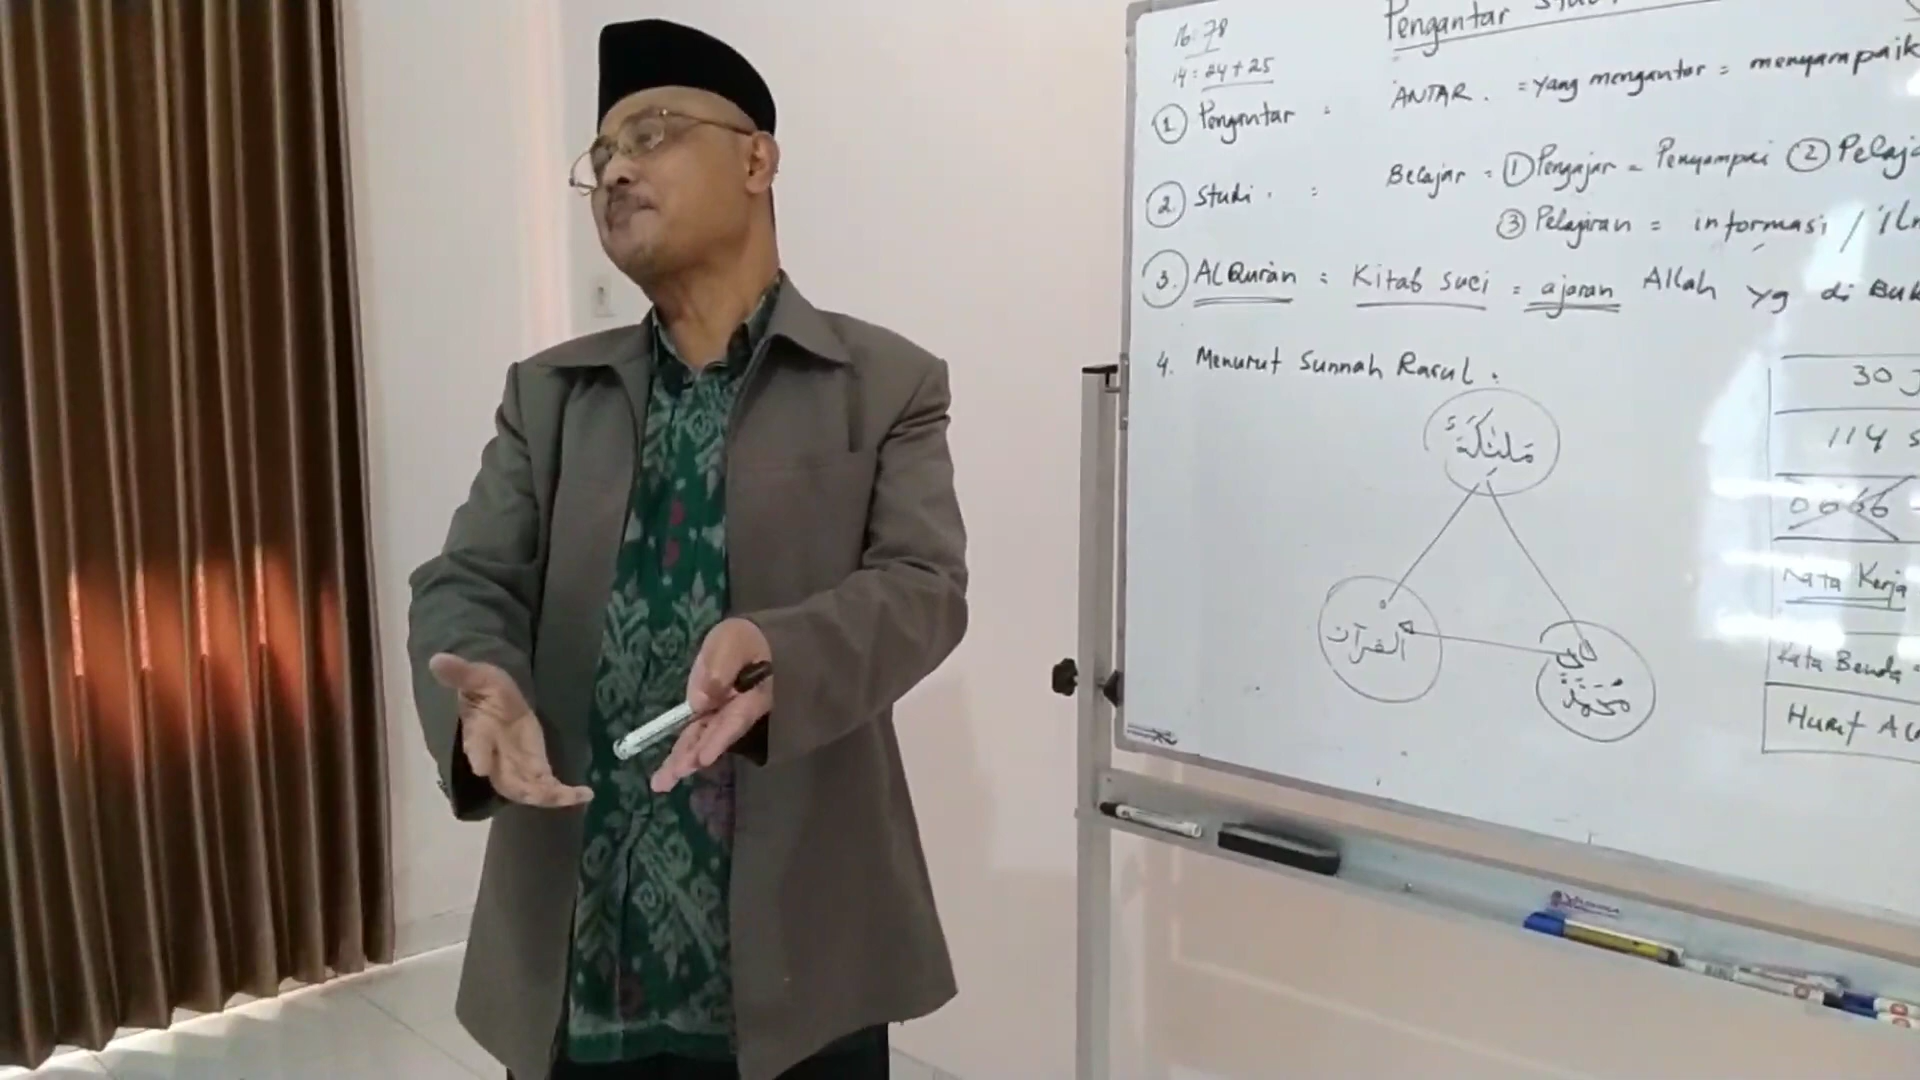 16:78
Pengantar
14 = 24 + 25
① Pengantar : ANTAR. = yang mengantar = menyampaik
② Studi. : Belajar = ① Pengajar = Penyampai ② Pelaja
③ Pelajaran = informasi / ilm
③. ALQuran = Kitab suci = ajaran Allah yg di Buk
4. Menurut Sunnah Rasul.
30 J
114 S
مَلَئِكَةُ
Kata Kerja
القرآن
Kata Benda =
محمد
Huruf